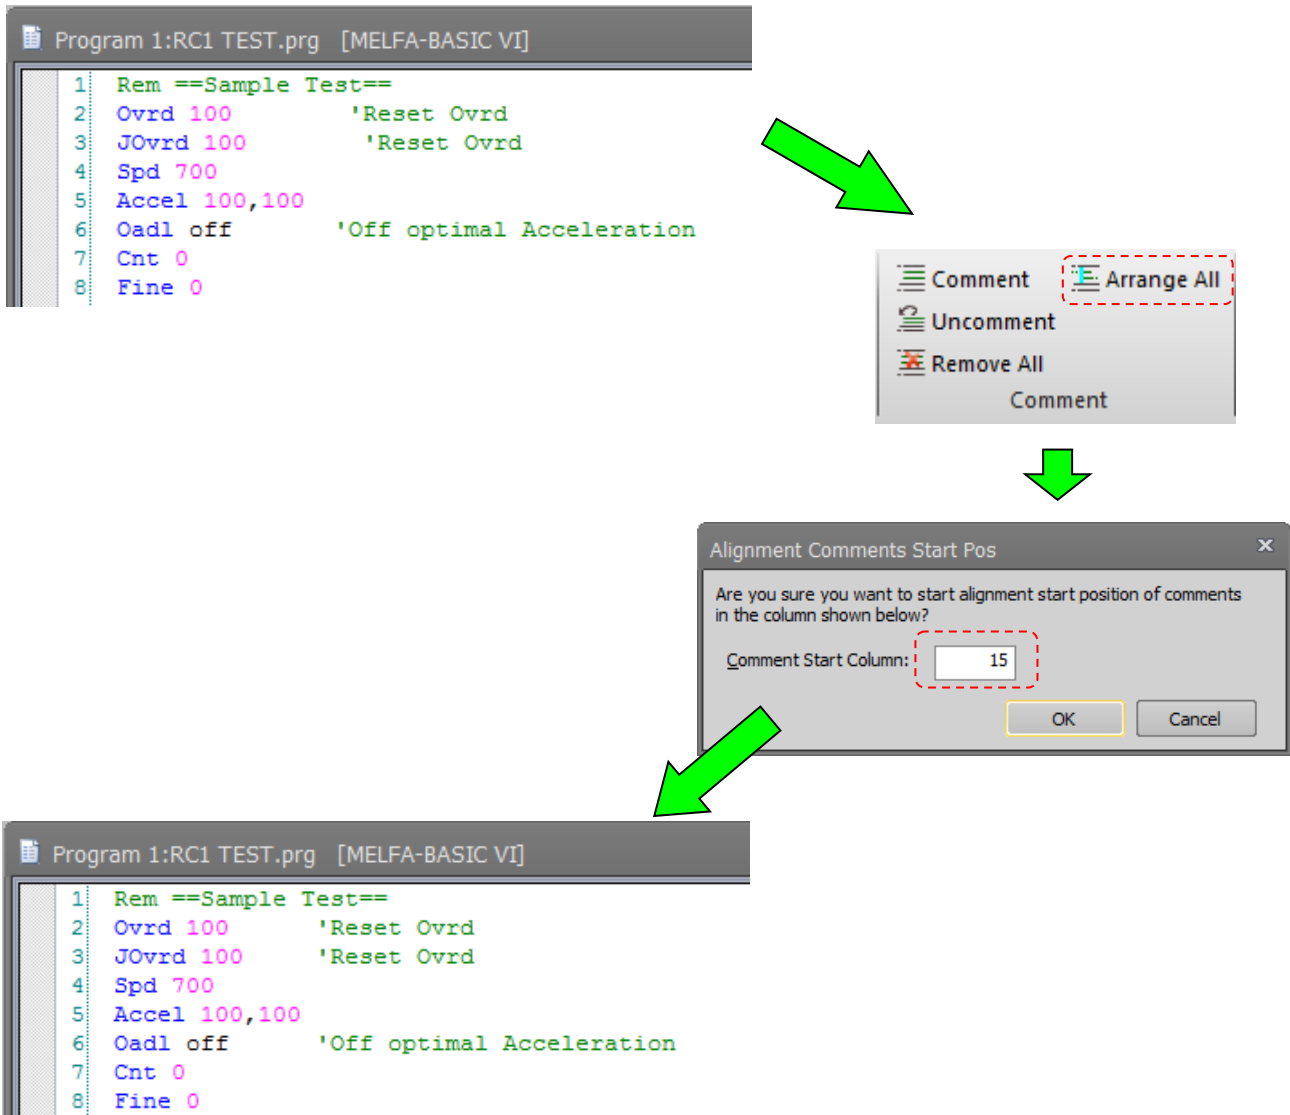 Program 1:RC1 TEST.prg [MELFA-BASIC VI]
1 Rem ==Sample Test==
2 Ovrd 100 'Reset Ovrd
3 JOvrd 100 'Reset Ovrd
4 Spd 700
5 Accel 100,100
6 Oadl off 'Off optimal Acceleration
7 Cnt 0
8 Fine 0
Comment Arrange All
Uncomment
Remove All
Comment
Alignment Comments Start Pos x
Are you sure you want to start alignment start position of comments
in the column shown below?
Comment Start Column: 15
OK Cancel
Program 1:RC1 TEST.prg [MELFA-BASIC VI]
1 Rem ==Sample Test==
2 Ovrd 100 'Reset Ovrd
3 JOvrd 100 'Reset Ovrd
4 Spd 700
5 Accel 100,100
6 Oadl off 'Off optimal Acceleration
7 Cnt 0
8 Fine 0